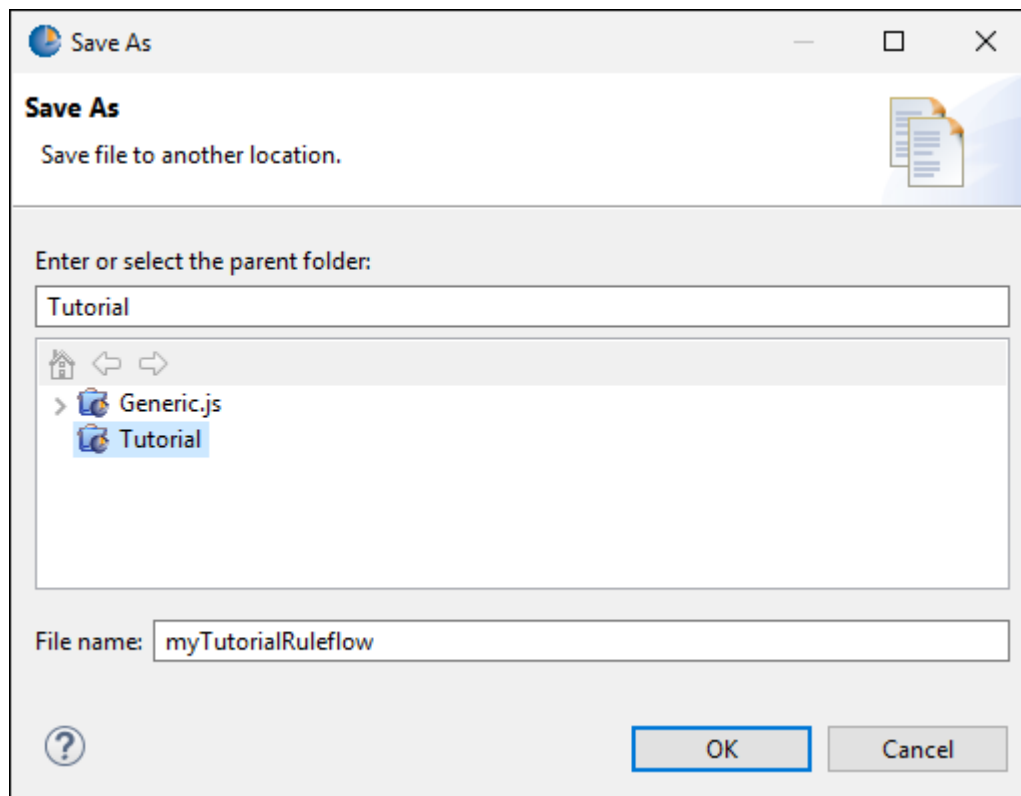 Save As
Save As
Save file to another location.
Enter or select the parent folder:
Tutorial
Generic.js
Tutorial
File name: myTutorialRuleflow
OK Cancel